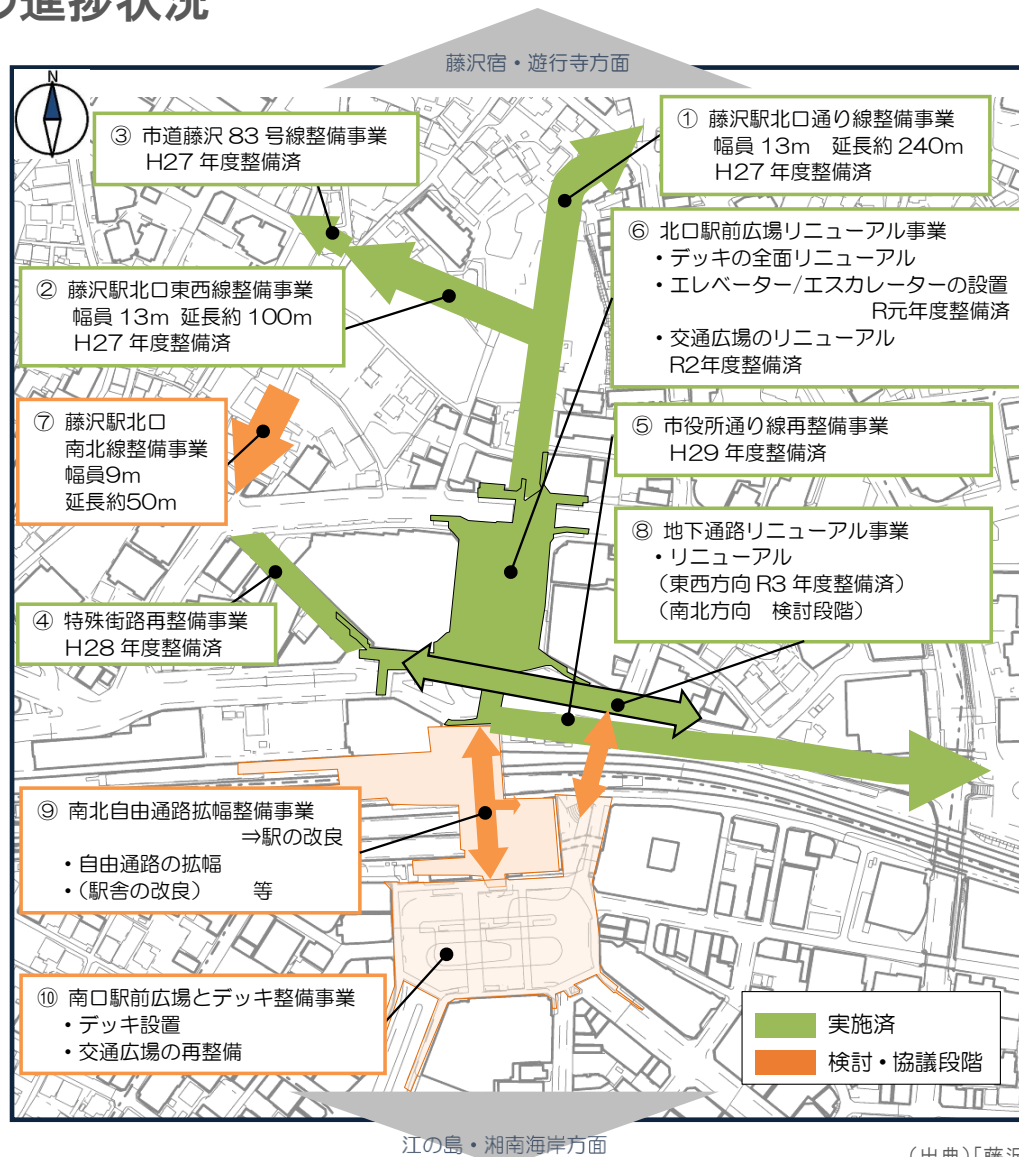 進捗状況
藤沢宿・遊行寺方面
N
③ 市道藤沢 83 号線整備事業
H27 年度整備済
① 藤沢駅北口通り線整備事業
幅員 13m 延長約 240m
H27 年度整備済
⑥ 北口駅前広場リニューアル事業
・デッキの全面リニューアル
・エレベーター/エスカレーターの設置
R元年度整備済
・交通広場のリニューアル
R2年度整備済
② 藤沢駅北口東西線整備事業
幅員 13m 延長約 100m
H27 年度整備済
⑦ 藤沢駅北口
南北線整備事業
幅員9m
延長約50m
⑤ 市役所通り線再整備事業
H29 年度整備済
⑧ 地下通路リニューアル事業
・リニューアル
(東西方向 R3 年度整備済)
(南北方向 検討段階)
④ 特殊街路再整備事業
H28 年度整備済
⑨ 南北自由通路拡幅整備事業
⇒駅の改良
・自由通路の拡幅
・(駅舎の改良) 等
⑩ 南口駅前広場とデッキ整備事業
・デッキ設置
・交通広場の再整備
実施済
検討・協議段階
江の島・湘南海岸方面
(出典)「藤沢